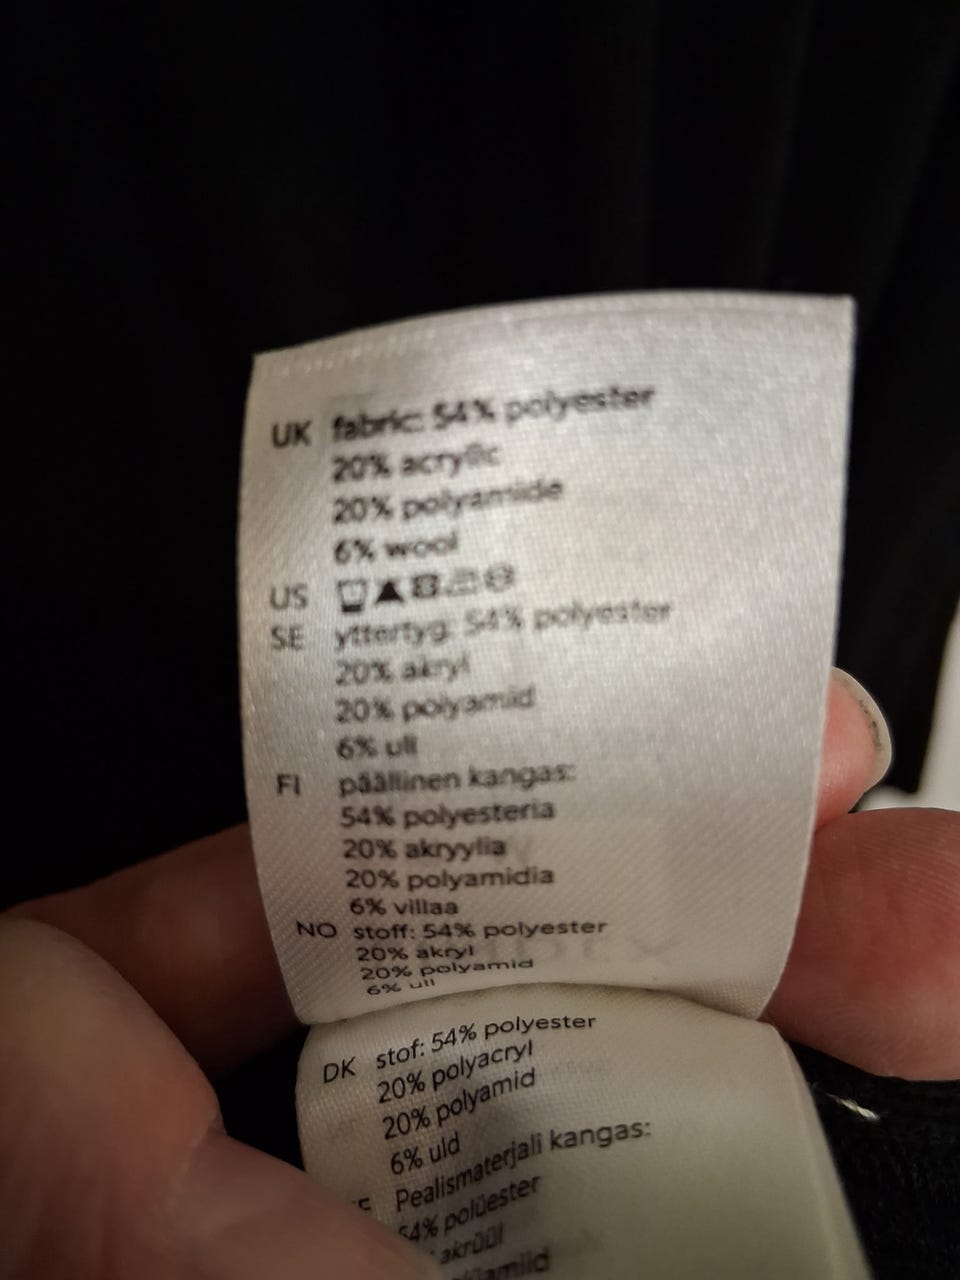 UK fabric: 54% polyester
20% acrylic
20% polyamide
6% wool
US
SE yttertyg: 54% polyester
20% akryl
20% polyamid
6% ull
FI päällinen kangas:
54% polyesteria
20% akryylia
20% polyamidia
6% villaa
NO stoff: 54% polyester
20% akryl
20% polyamid
6% ull
DK stof: 54% polyester
20% polyacryl
20% polyamid
6% uld
Pealismaterjali kangas:
54% polüester
akrüül